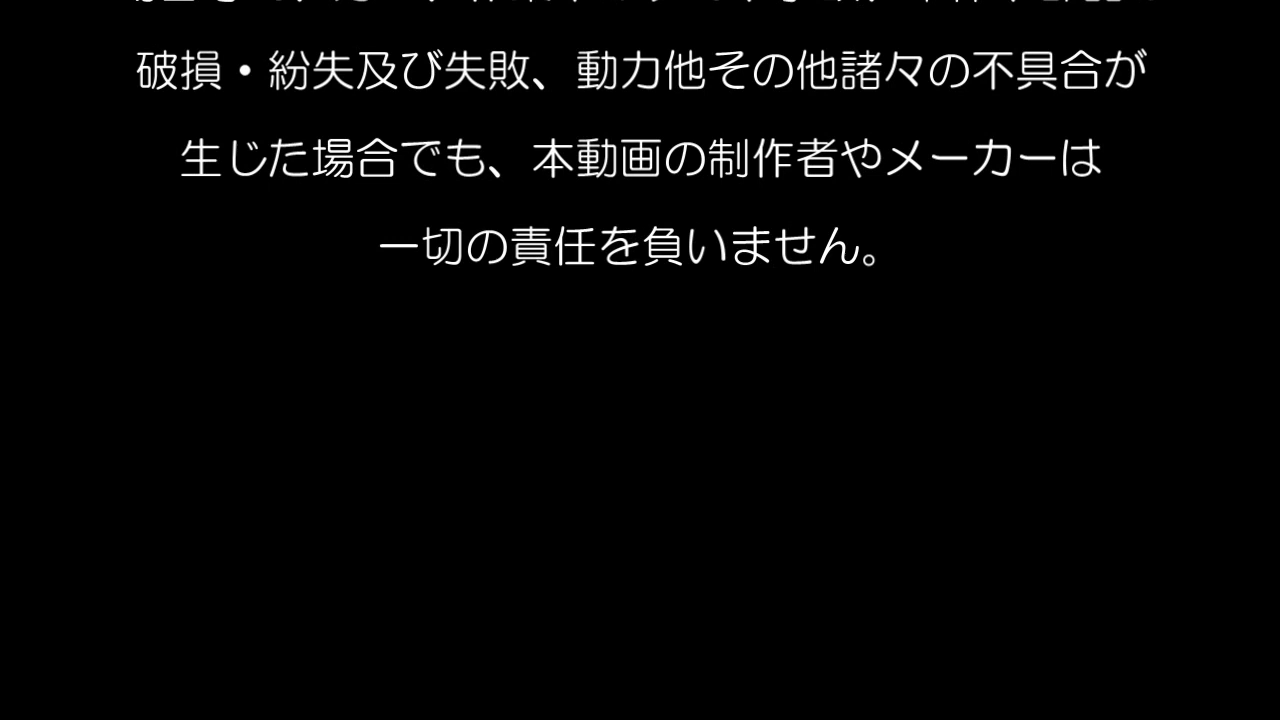 破損・紛失及び失敗、動力他その他諸々の不具合が
生じた場合でも、本動画の制作者やメーカーは
一切の責任を負いません。